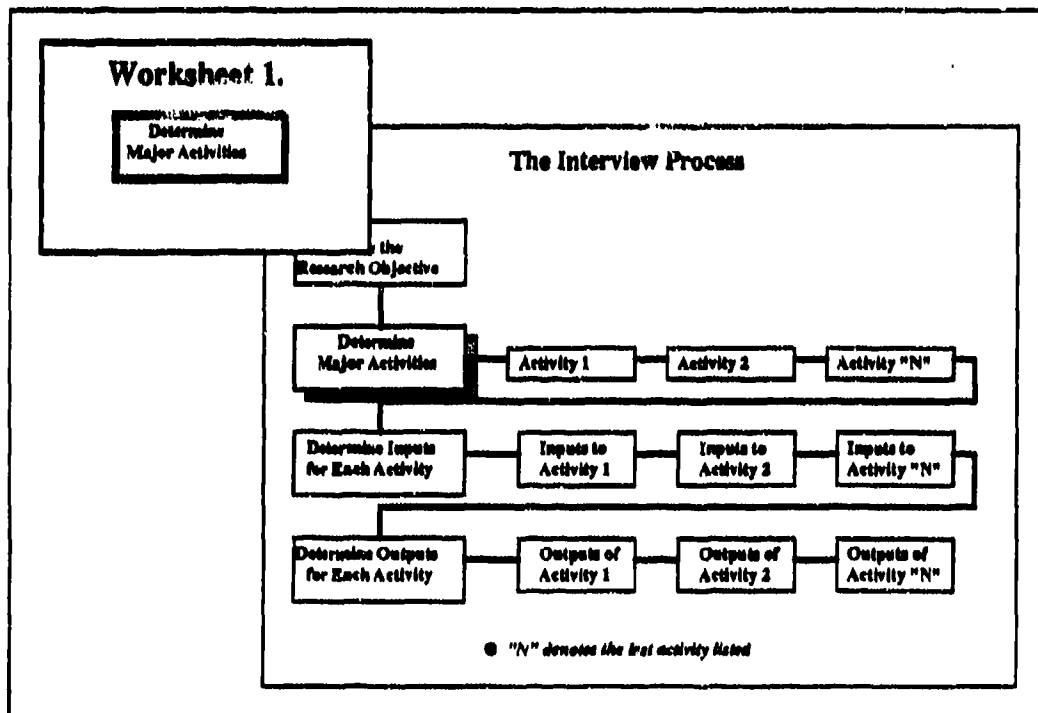 Worksheet 1.
Determine
Major Activities
The Interview Process
the
Research Objective
Determine
Major Activities
Activity 1
Activity 2
Activity "N"
Determine Inputs
for Each Activity
Inputs to
Activity 1
Inputs to
Activity 2
Inputs to
Activity "N"
Determine Outputs
for Each Activity
Outputs of
Activity 1
Outputs of
Activity 2
Outputs of
Activity "N"
● "N" denotes the last activity listed